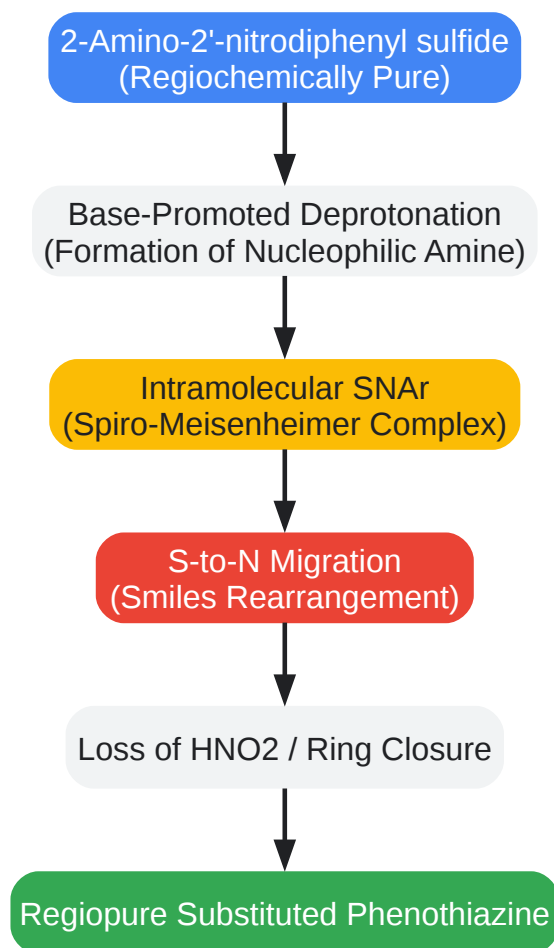 2-Amino-2'-nitrodiphenyl sulfide
(Regiochemically Pure)
Base-Promoted Deprotonation
(Formation of Nucleophilic Amine)
Intramolecular SNAr
(Spiro-Meisenheimer Complex)
S-to-N Migration
(Smiles Rearrangement)
Loss of HNO2 / Ring Closure
Regiopure Substituted Phenothiazine